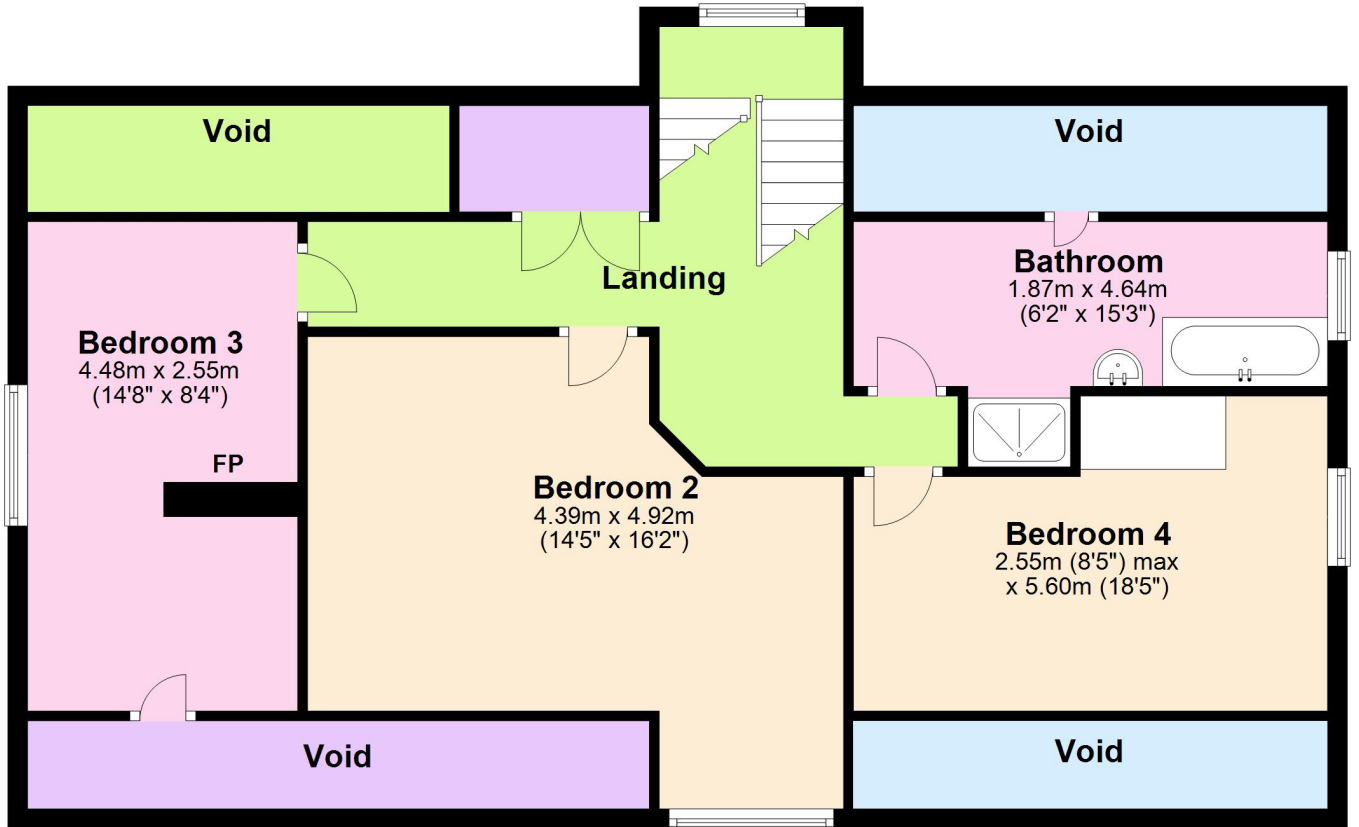 Void
Void
Landing
Bathroom
1.87m x 4.64m
(6'2" x 15'3")
Bedroom 3
4.48m x 2.55m
(14'8" x 8'4")
FP
Bedroom 2
4.39m x 4.92m
(14'5" x 16'2")
Bedroom 4
2.55m (8'5") max
x 5.60m (18'5")
Void
Void